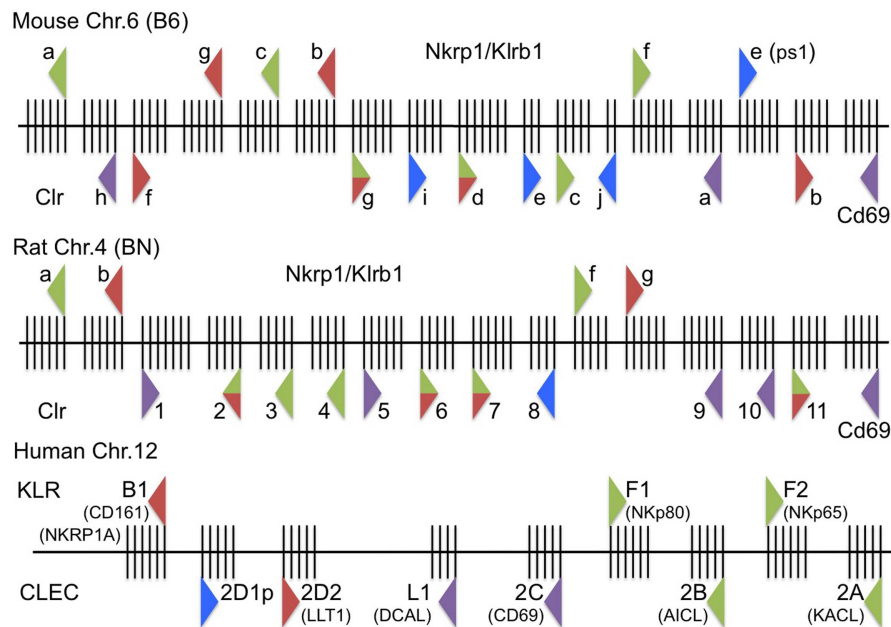 Mouse Chr.6 (B6)
a g c b Nkrp1/Klrb1 f e (ps1)
Clr h f g i d e c j a b Cd69
Rat Chr.4 (BN)
a b Nkrp1/Klrb1 f g
Clr 1 2 3 4 5 6 7 8 9 10 11 Cd69
Human Chr.12
KLR B1 F1 F2
(CD161) (NKp80) (NKp65)
(NKRP1A)
CLEC 2D1p 2D2 L1 2C 2B 2A
(LLT1) (DCAL) (CD69) (AICL) (KACL)